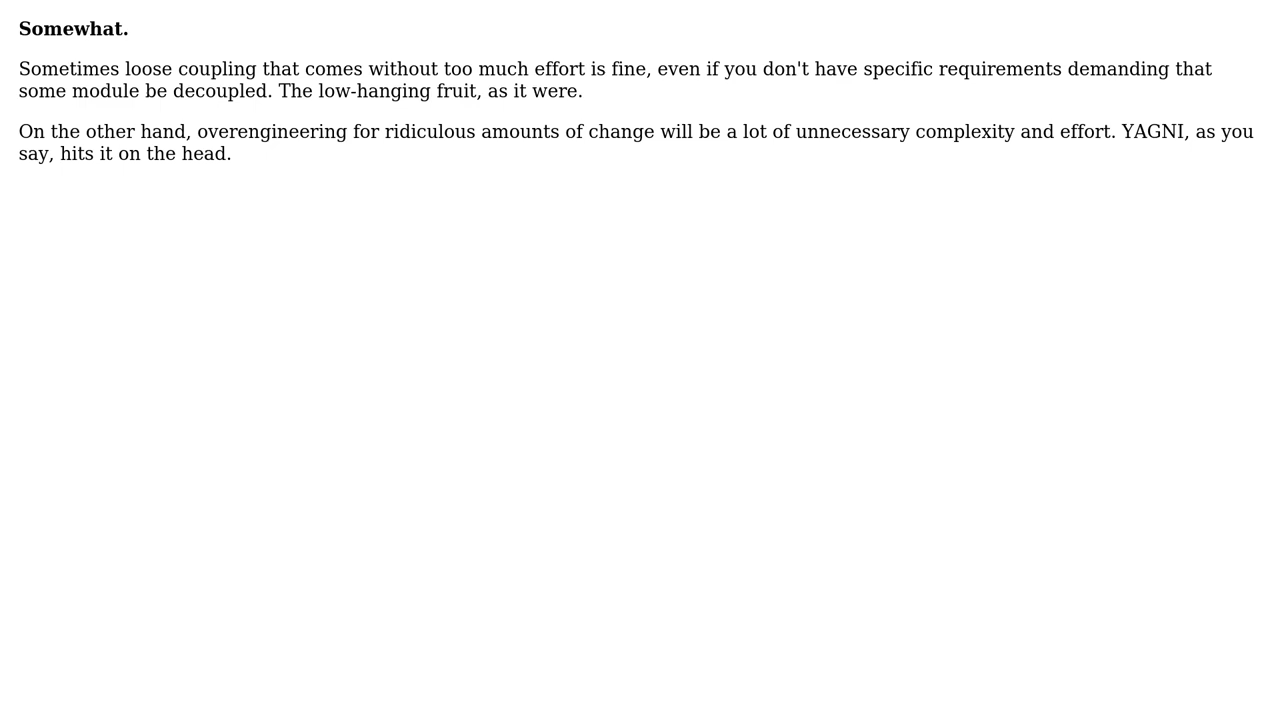 Somewhat.
Sometimes loose coupling that comes without too much effort is fine, even if you don't have specific requirements demanding that
some module be decoupled. The low-hanging fruit, as it were.
On the other hand, overengineering for ridiculous amounts of change will be a lot of unnecessary complexity and effort. YAGNI, as you
say, hits it on the head.